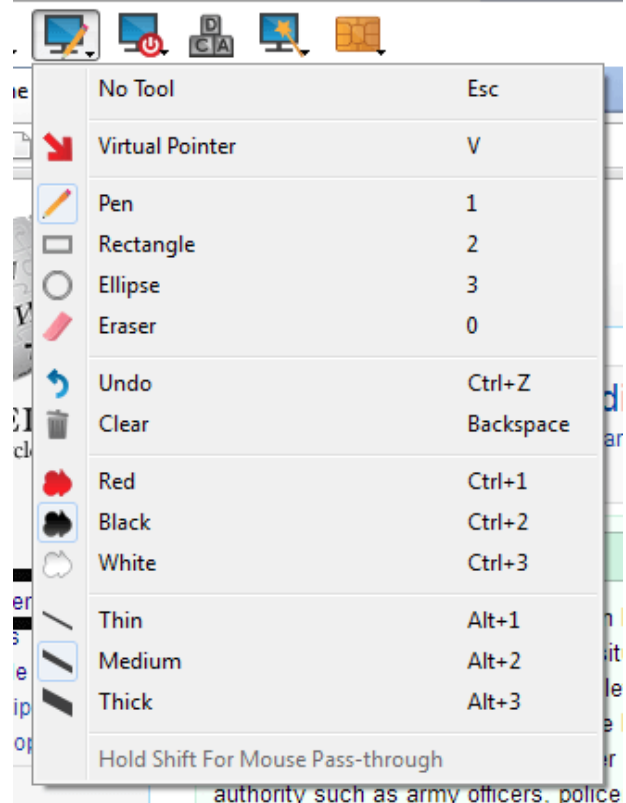 D
C A
No Tool Esc
Virtual Pointer V
Pen 1
Rectangle 2
Ellipse 3
Eraser 0
Undo Ctrl+Z
Clear Backspace
Red Ctrl+1
Black Ctrl+2
White Ctrl+3
Thin Alt+1
Medium Alt+2
Thick Alt+3
Hold Shift For Mouse Pass-through
authority such as army officers, police